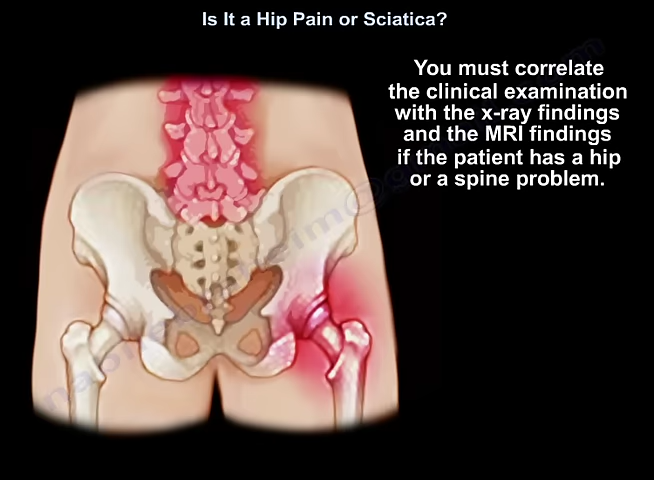 Is It a Hip Pain or Sciatica?
You must correlate
the clinical examination
with the x-ray findings
and the MRI findings
if the patient has a hip
or a spine problem.